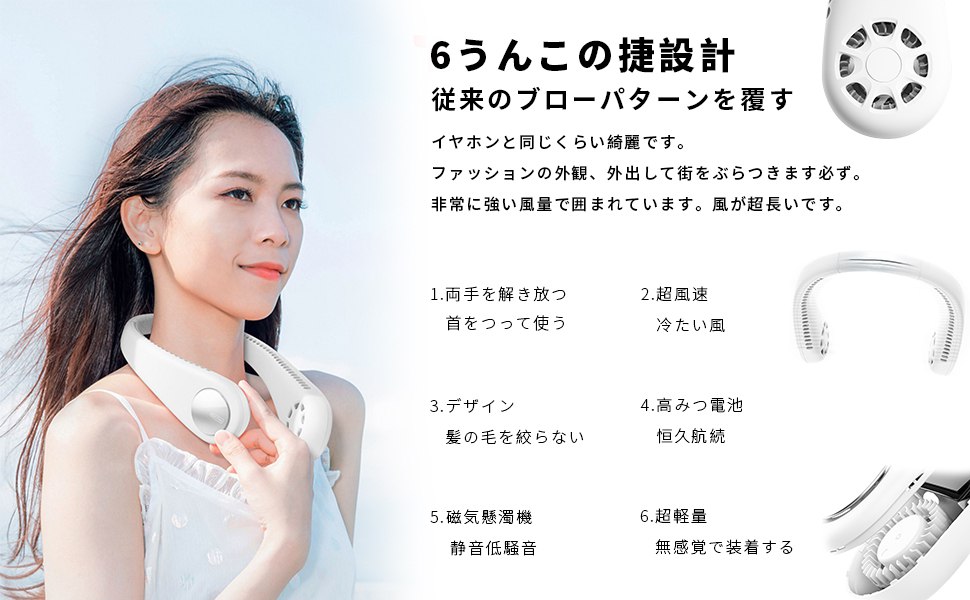 6うんこの捷設計
従来のブローパターンを覆す
イヤホンと同じくらい綺麗です。
ファッションの外観、外出して街をぶらつきます必ず。
非常に強い風量で囲まれています。風が超長いです。
1.両手を解き放つ
首をつって使う
2.超風速
冷たい風
3.デザイン
髪の毛を絞らない
4.高みつ電池
恒久航続
5.磁気懸濁機
静音低騒音
6.超軽量
無感覚で装着する